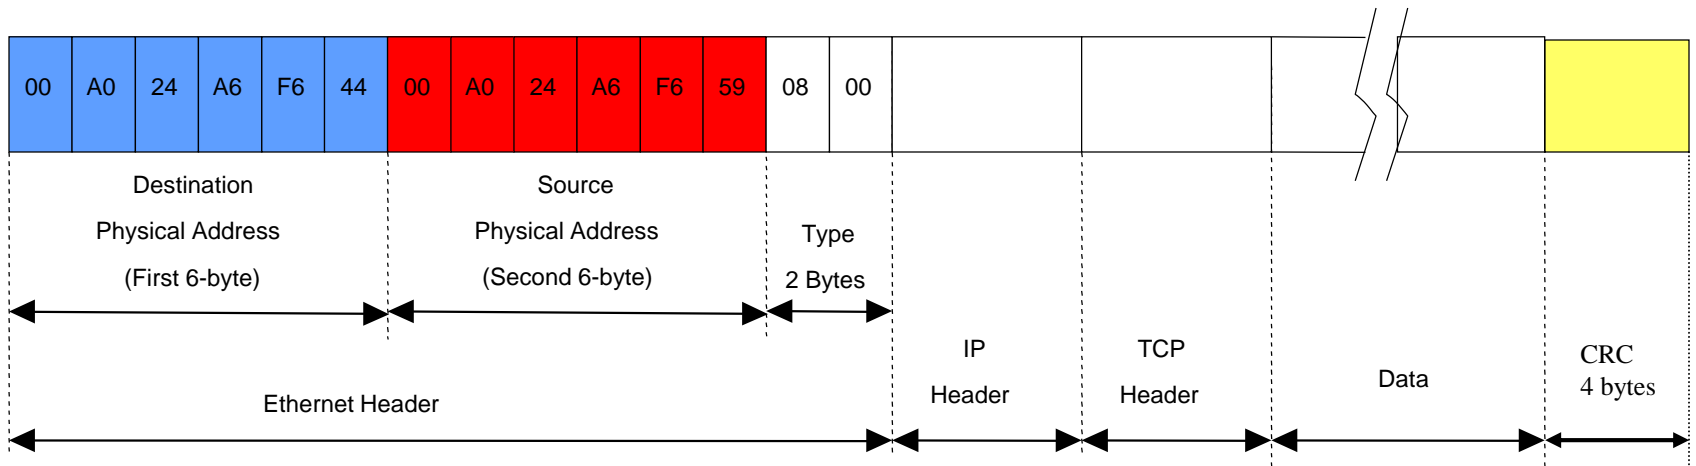 00 A0 24 A6 F6 44 00 A0 24 A6 F6 59 08 00
Destination
Physical Address
(First 6-byte)
Source
Physical Address
(Second 6-byte)
Type
2 Bytes
Ethernet Header
IP
Header
TCP
Header
Data
CRC
4 bytes